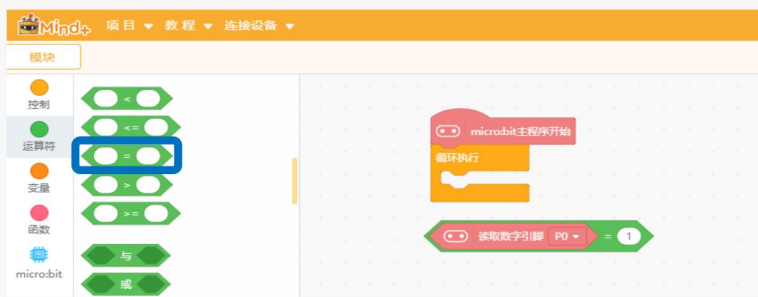 Mind+ 项目 教程 连接设备
模块
控制
运算符
变量
函数
micro:bit
<
<=
=
>
>=
与
或
micro:bit主程序开始
循环执行
读取数字引脚 P0 = 1